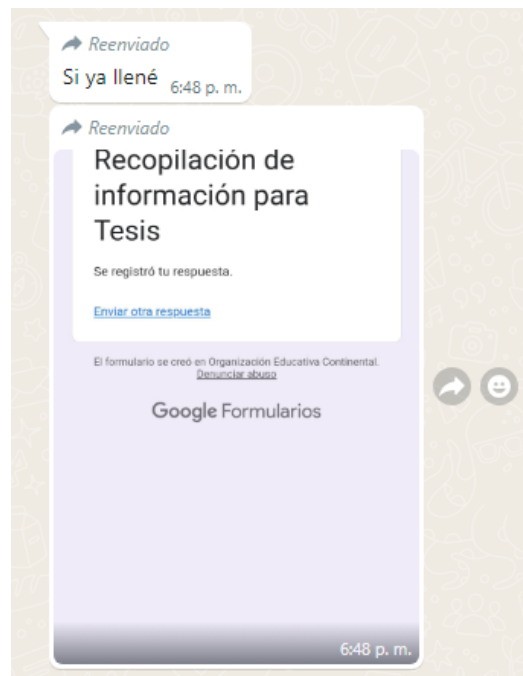 Reenviado
Si ya llené 6:48 p. m.
Reenviado
Recopilación de
información para
Tesis
Se registró tu respuesta.
Enviar otra respuesta
El formulario se creó en Organización Educativa Continental.
Denunciar abuso
Google Formularios
6:48 p. m.